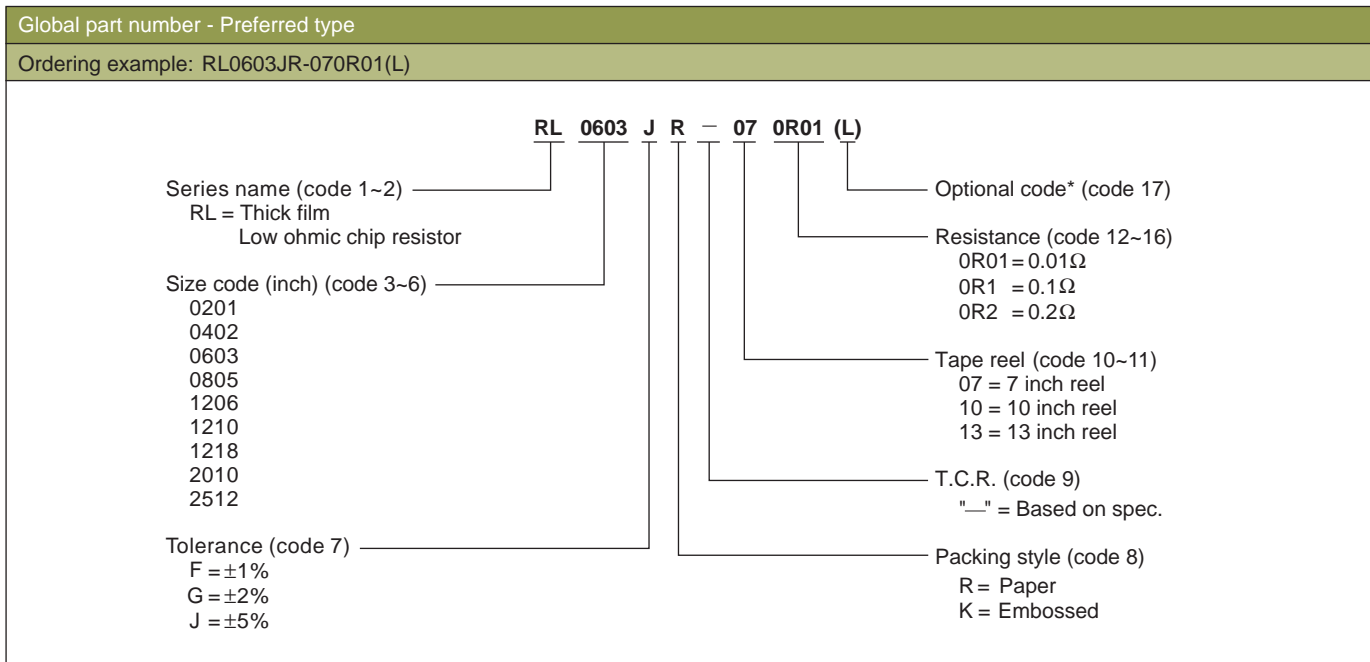 Global part number - Preferred type
Ordering example: RL0603JR-070R01(L)
RL 0603 J R — 07 0R01 (L)
Series name (code 1~2)
RL = Thick film
Low ohmic chip resistor
Size code (inch) (code 3~6)
0201
0402
0603
0805
1206
1210
1218
2010
2512
Tolerance (code 7)
F = ±1%
G = ±2%
J = ±5%
Optional code* (code 17)
Resistance (code 12~16)
0R01 = 0.01Ω
0R1 = 0.1Ω
0R2 = 0.2Ω
Tape reel (code 10~11)
07 = 7 inch reel
10 = 10 inch reel
13 = 13 inch reel
T.C.R. (code 9)
"—" = Based on spec.
Packing style (code 8)
R = Paper
K = Embossed